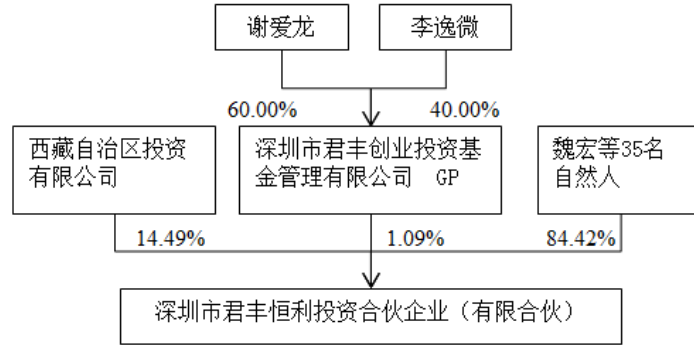 谢爱龙
李逸微
60.00%
40.00%
西藏自治区投资
有限公司
深圳市君丰创业投资基
金管理有限公司 GP
魏宏等35名
自然人
14.49%
1.09%
84.42%
深圳市君丰恒利投资合伙企业（有限合伙）